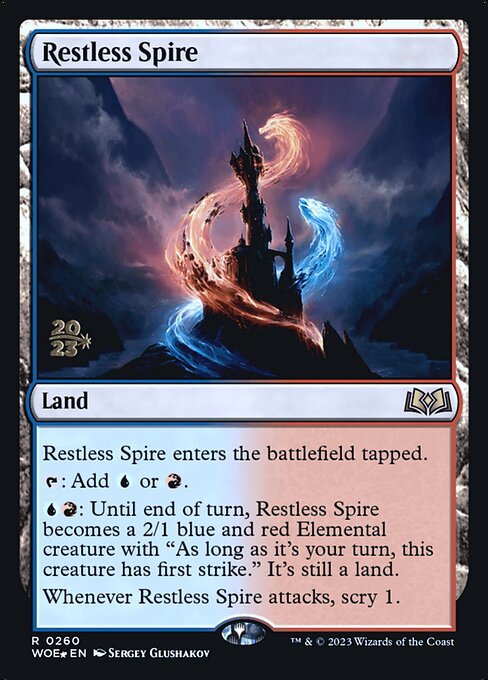 Restless Spire
20
23
Land
Restless Spire enters the battlefield tapped.
: Add or .
: Until end of turn, Restless Spire
becomes a 2/1 blue and red Elemental
creature with “As long as it’s your turn, this
creature has first strike.” It’s still a land.
Whenever Restless Spire attacks, scry 1.
R 0260
WOE★EN Sergey Glushakov
™ & © 2023 Wizards of the Coast